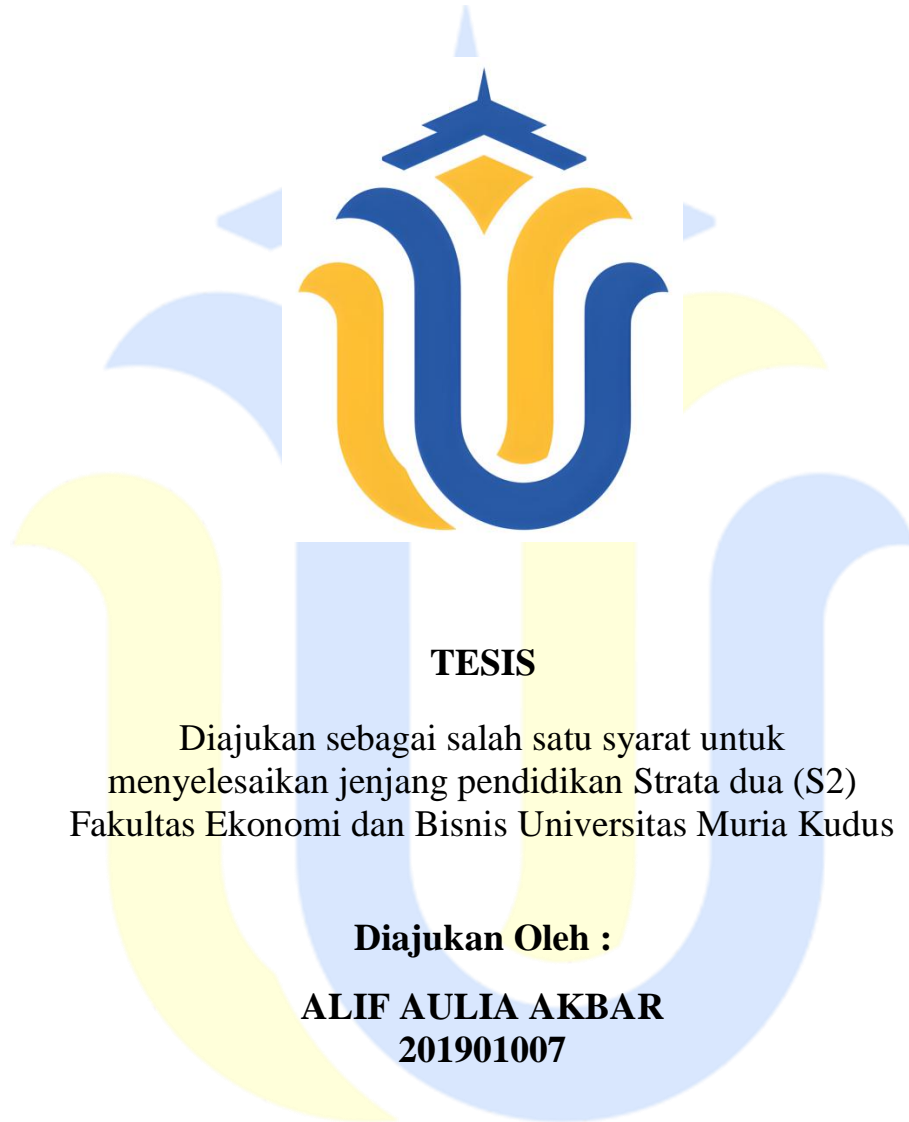 TESIS
Diajukan sebagai salah satu syarat untuk
menyelesaikan jenjang pendidikan Strata dua (S2)
Fakultas Ekonomi dan Bisnis Universitas Muria Kudus
Diajukan Oleh :
ALIF AULIA AKBAR
201901007